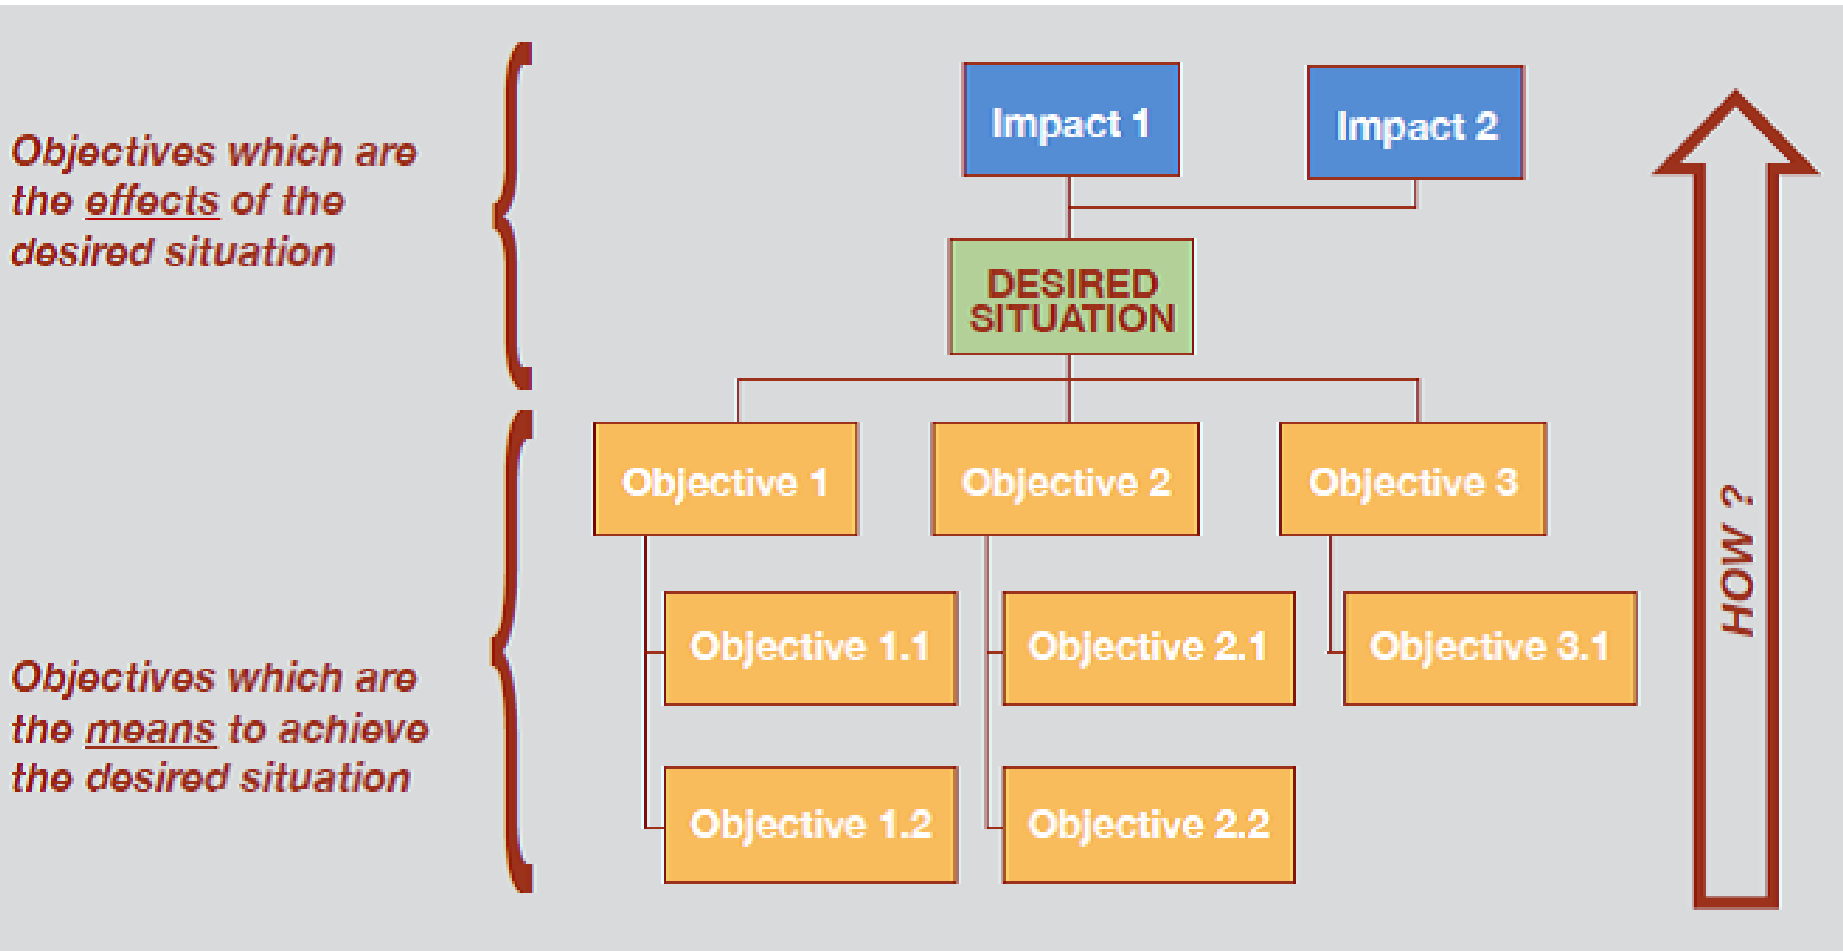 Impact 1
Impact 2
Objectives which are
the effects of the
desired situation
DESIRED
SITUATION
Objective 1
Objective 2
Objective 3
HOW ?
Objective 1.1
Objective 2.1
Objective 3.1
Objectives which are
the means to achieve
the desired situation
Objective 1.2
Objective 2.2